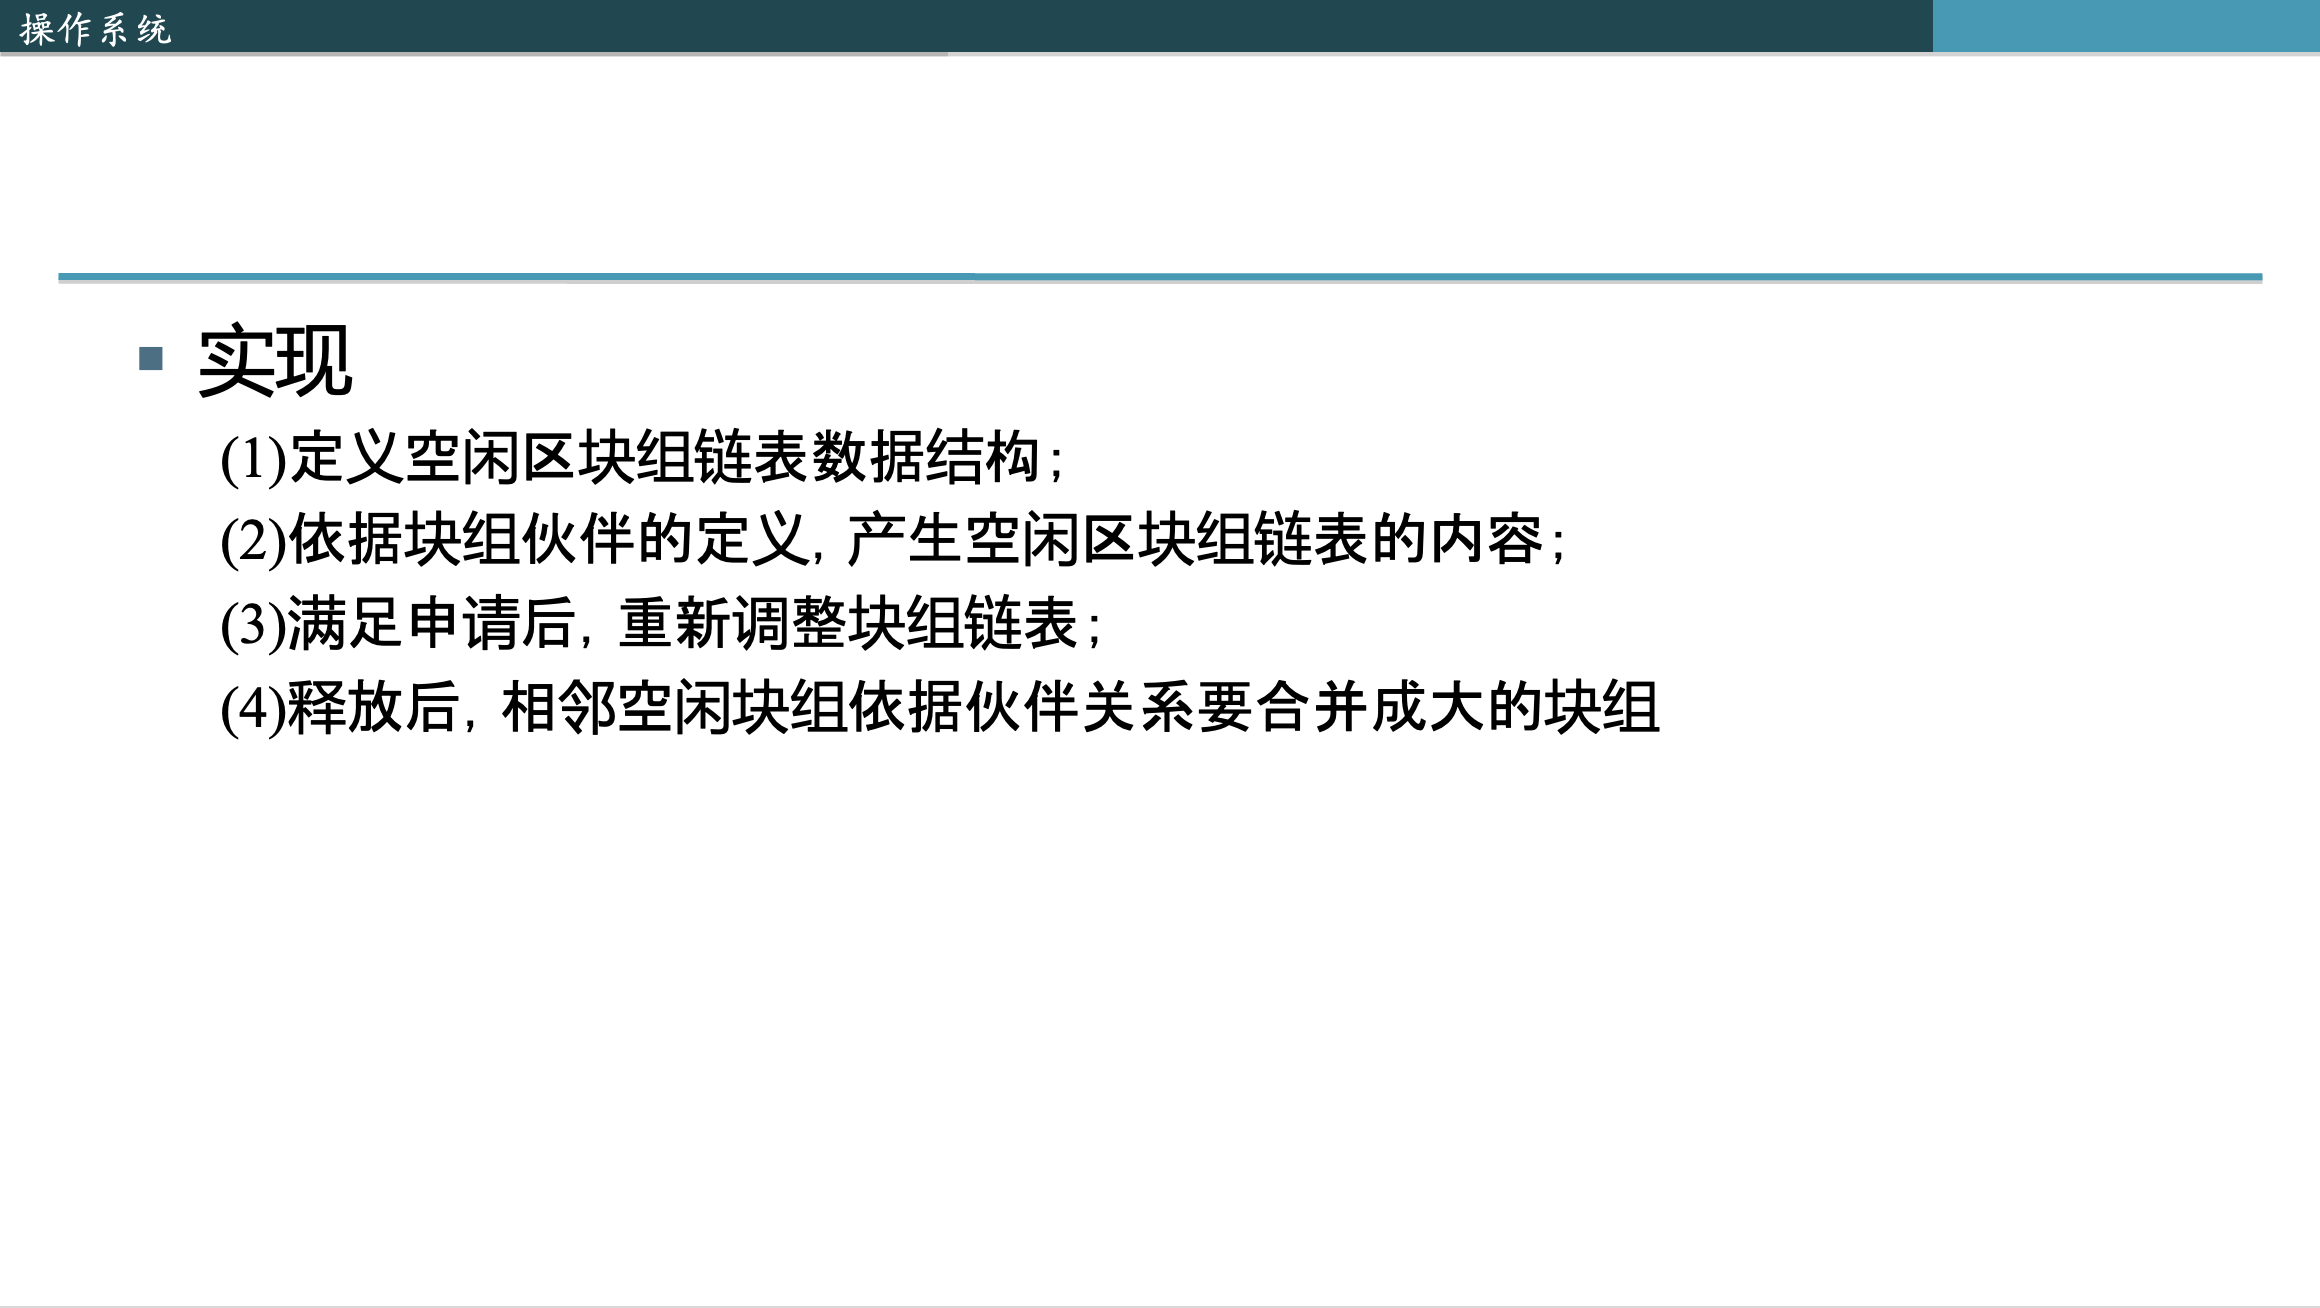 操作系统
实现
(1)定义空闲区块组链表数据结构;
(2)依据块组伙伴的定义, 产生空闲区块组链表的内容;
(3)满足申请后, 重新调整块组链表;
(4)释放后, 相邻空闲块组依据伙伴关系要合并成大的块组